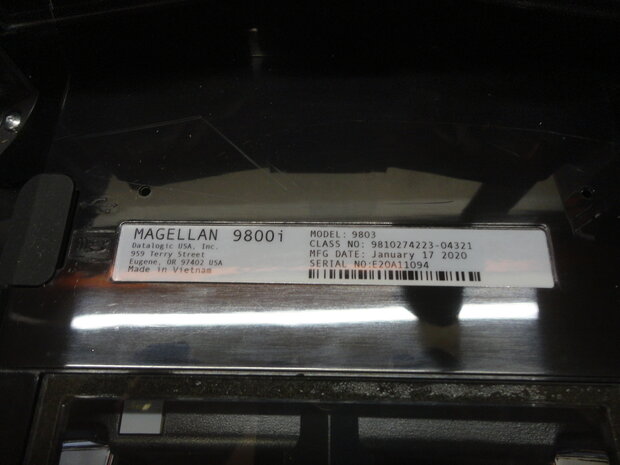 MAGELLAN 9800i
Datalogic USA, Inc.
959 Terry Street
Eugene, OR 97402 USA
Made in Vietnam
MODEL: 9803
CLASS NO: 9810274223-04321
MFG DATE: January 17 2020
SERIAL NO:E20A11094